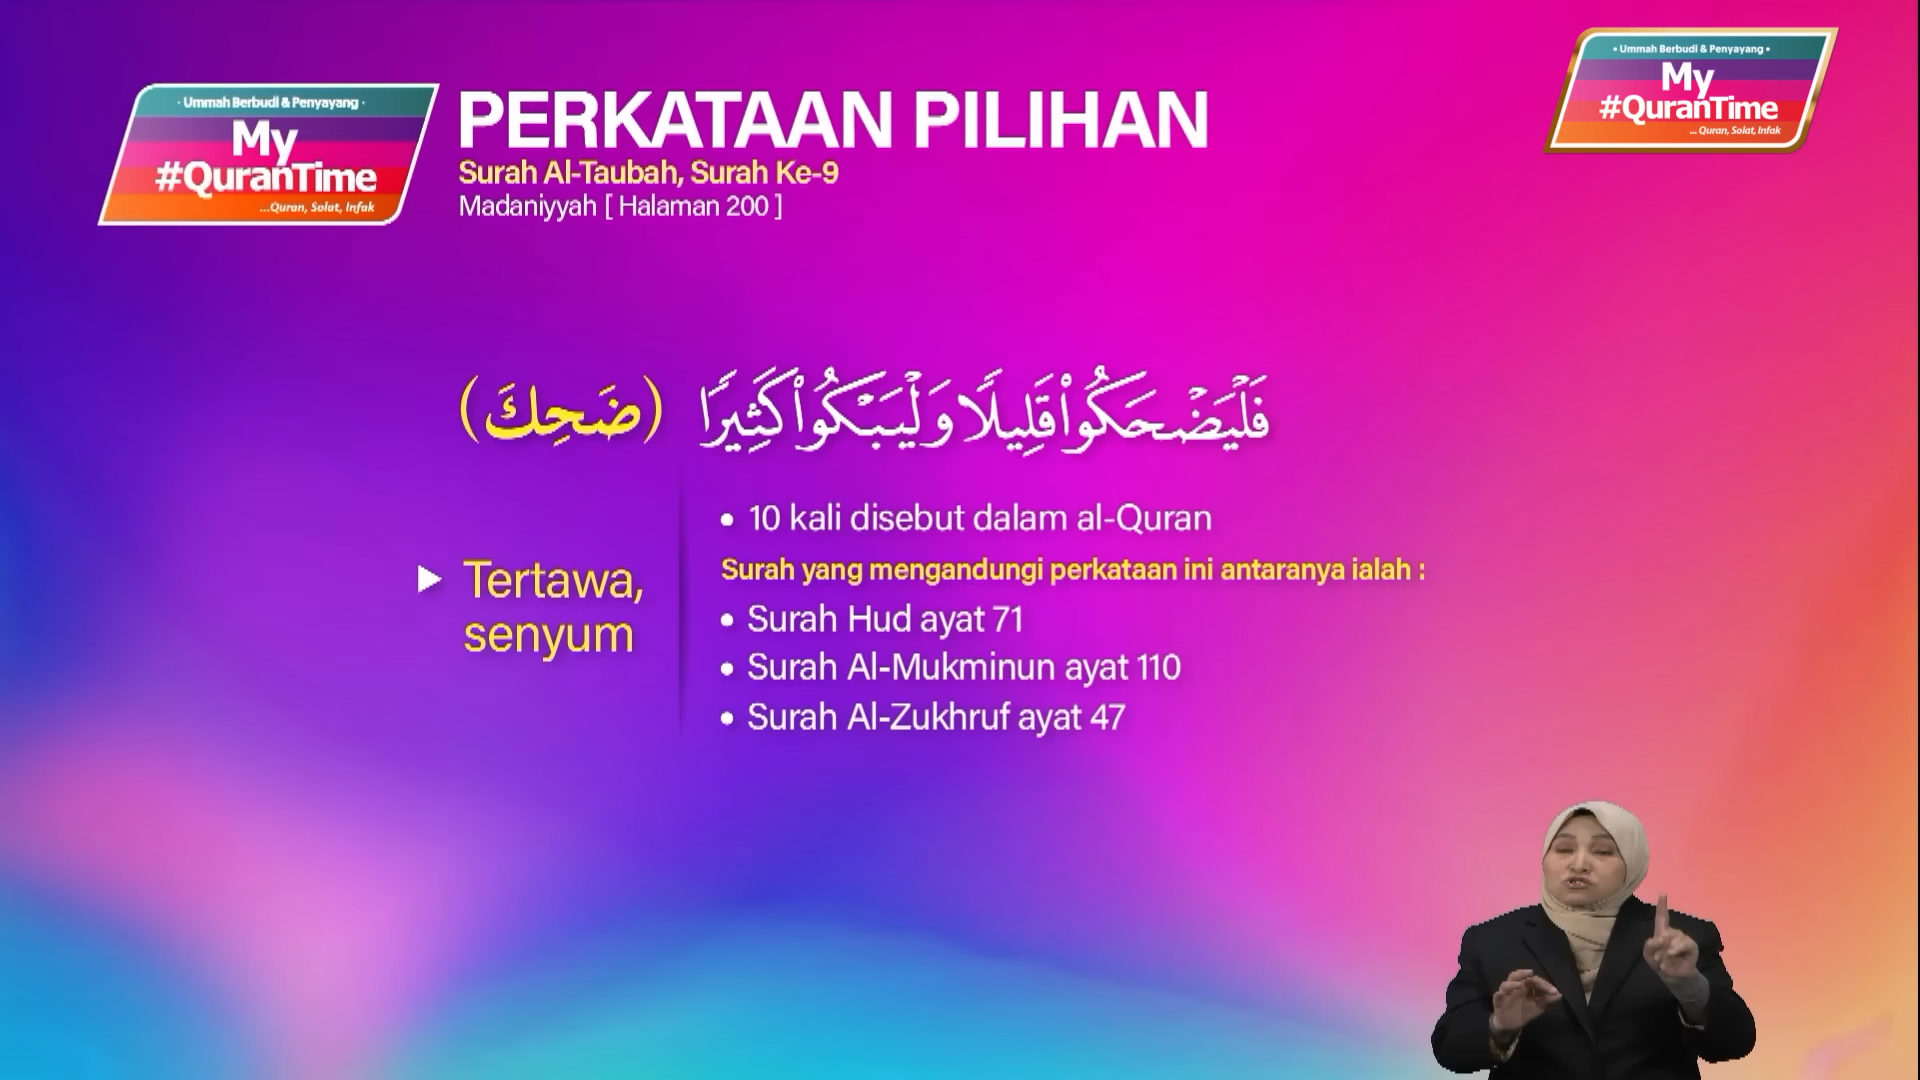 · Ummah Berbudi & Penyayang ·
My
#QuranTime
...Quran, Solat, Infak
PERKATAAN PILIHAN
Surah Al-Taubah, Surah Ke-9
Madaniyyah [ Halaman 200 ]
• Ummah Berbudi & Penyayang •
My
#QuranTime
... Quran, Solat, Infak
فَلْيَضْحَكُوا۟ قَلِيلًا وَلْيَبْكُوا۟ كَثِيرًا (ضَحِكَ)
Tertawa,
senyum
• 10 kali disebut dalam al-Quran
Surah yang mengandungi perkataan ini antaranya ialah :
• Surah Hud ayat 71
• Surah Al-Mukminun ayat 110
• Surah Al-Zukhruf ayat 47